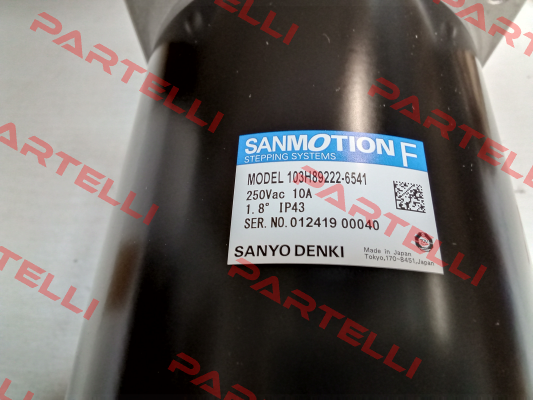 PARTELLI
PARTELLI
PARTELLI
SANMOTION F
STEPPING SYSTEMS
MODEL 103H89222-6541
250Vac 10A
1.8° IP43
SER. NO. 012419 00040
SANYO DENKI
Made in Japan
Tokyo,170-8451,Japan
PARTELLI
PARTELLI
PARTELLI
PARTELLI